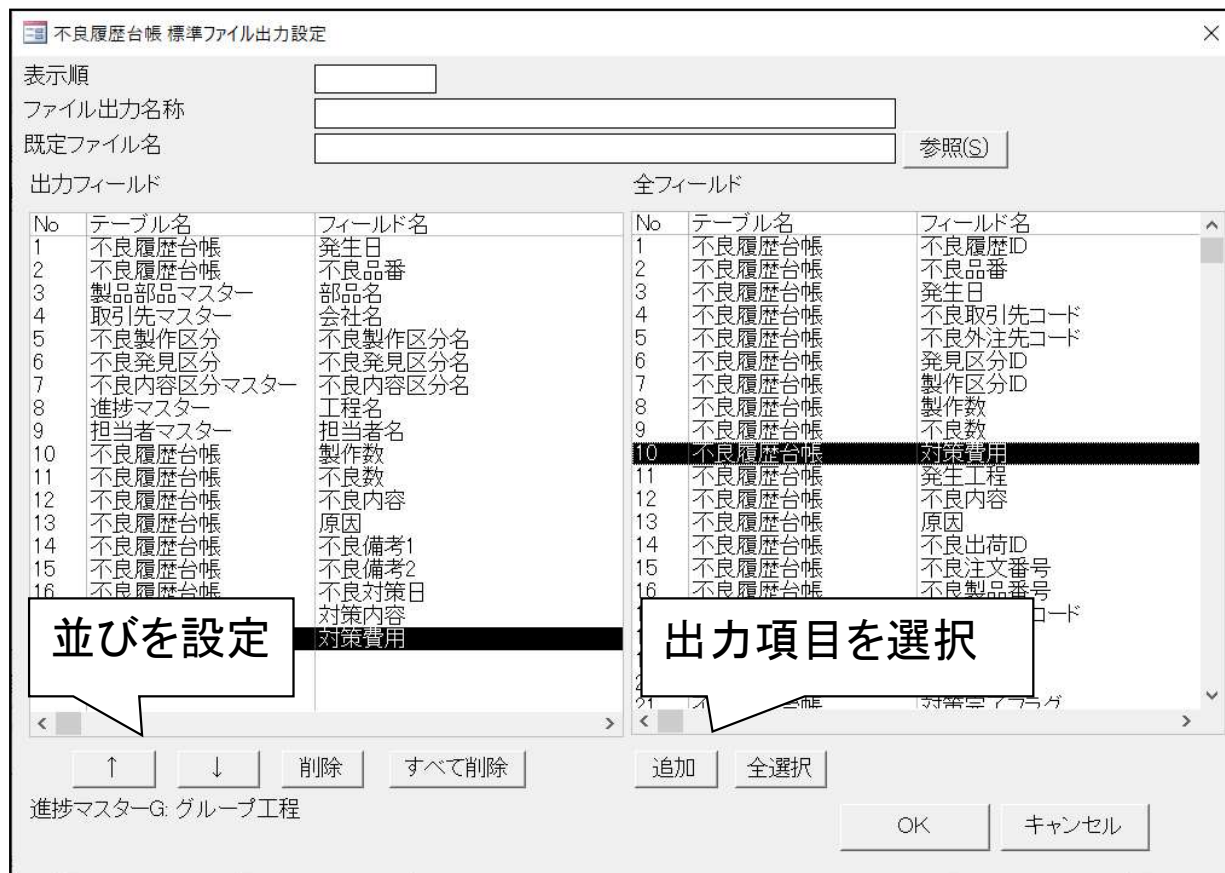 不良履歴台帳 標準ファイル出力設定
表示順
ファイル出力名称
既定ファイル名
参照(S)
出力フィールド
No テーブル名 フィールド名
1 不良履歴台帳 発生日
2 不良履歴台帳 不良品番
3 製品部品マスター 部品名
4 取引先マスター 会社名
5 不良製作区分 不良製作区分名
6 不良発見区分 不良発見区分名
7 不良内容区分マスター 不良内容区分名
8 進捗マスター 工程名
9 担当者マスター 担当者名
10 不良履歴台帳 製作数
11 不良履歴台帳 不良数
12 不良履歴台帳 不良内容
13 不良履歴台帳 原因
14 不良履歴台帳 不良備考1
15 不良履歴台帳 不良備考2
16 不良履歴台帳 不良対策日
対策内容
対策費用
並びを設定
↑ ↓ 削除 すべて削除
全フィールド
No テーブル名 フィールド名
1 不良履歴台帳 不良履歴ID
2 不良履歴台帳 不良品番
3 不良履歴台帳 発生日
4 不良履歴台帳 不良取引先コード
5 不良履歴台帳 不良外注先コード
6 不良履歴台帳 発見区分ID
7 不良履歴台帳 製作区分ID
8 不良履歴台帳 製作数
9 不良履歴台帳 不良数
10 不良履歴台帳 対策費用
11 不良履歴台帳 発生工程
12 不良履歴台帳 不良内容
13 不良履歴台帳 原因
14 不良履歴台帳 不良出荷ID
15 不良履歴台帳 不良注文番号
16 不良履歴台帳 不良製品番号
コード
21 対策完了フラグ
出力項目を選択
追加 全選択
進捗マスターG: グループ工程
OK キャンセル